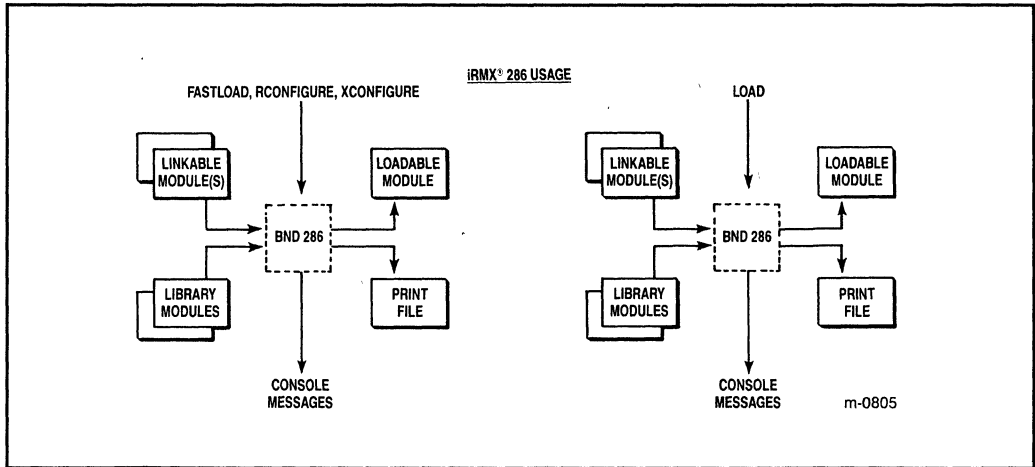 iRMX® 286 USAGE
FASTLOAD, RCONFIGURE, XCONFIGURE
LINKABLE
MODULE(S)
LOADABLE
MODULE
BND 286
LIBRARY
MODULES
PRINT
FILE
CONSOLE
MESSAGES
LOAD
LINKABLE
MODULE(S)
LOADABLE
MODULE
BND 286
LIBRARY
MODULES
PRINT
FILE
CONSOLE
MESSAGES
m-0805